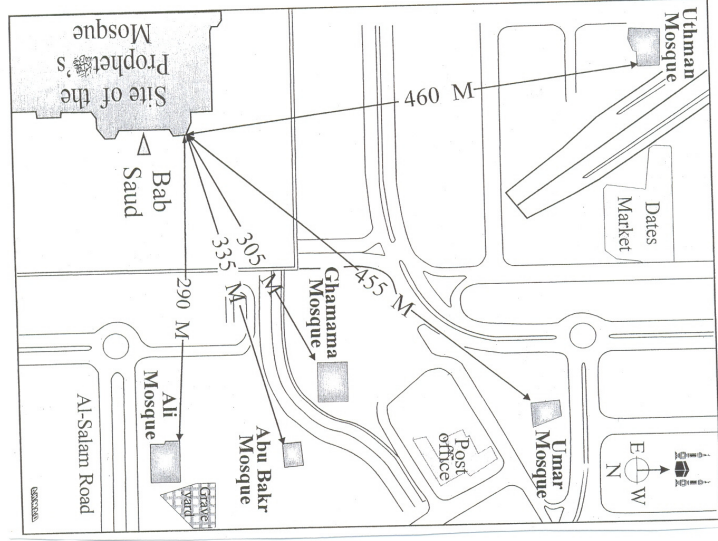 Site of the
Prophet's
Mosque
Bab
Saud
460 M
305 M
335 M
290 M
455 M
Uthman
Mosque
Dates
Market
Ghamama
Mosque
Ali
Mosque
Abu Bakr
Mosque
Umar
Mosque
Post
office
Grave
yard
Al-Salam Road
E
N
W